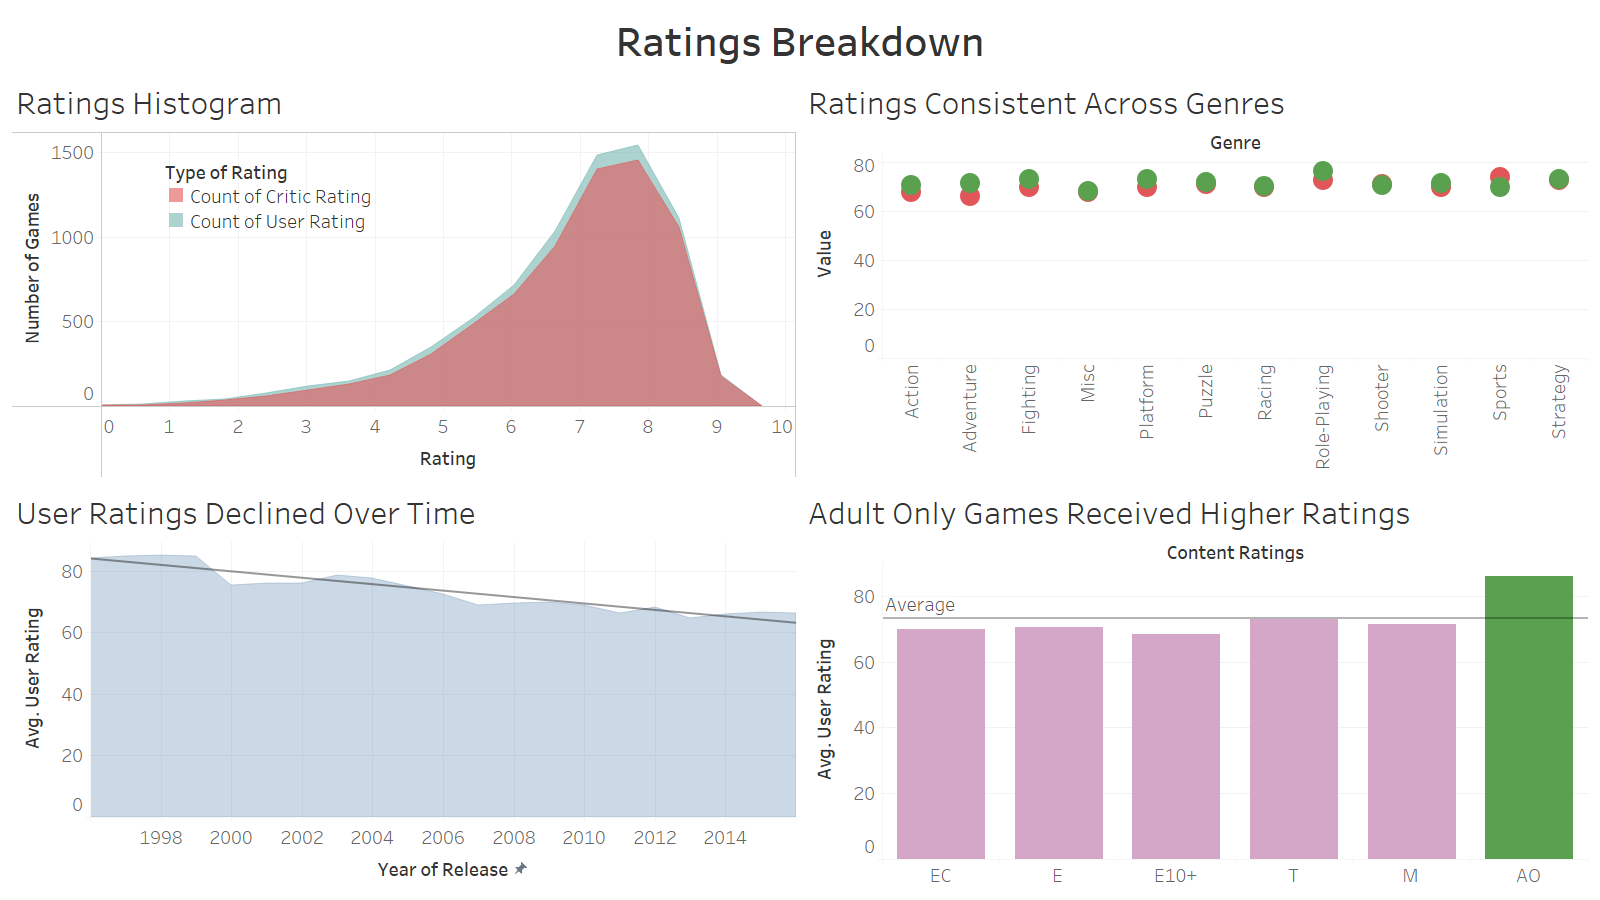 Ratings Breakdown
Ratings Histogram
Type of Rating
Count of Critic Rating
Count of User Rating
Number of Games
1500
1000
500
0
0 1 2 3 4 5 6 7 8 9 10
Rating
Ratings Consistent Across Genres
Genre
Value
80
60
40
20
0
Action
Adventure
Fighting
Misc
Platform
Puzzle
Racing
Role-Playing
Shooter
Simulation
Sports
Strategy
User Ratings Declined Over Time
Avg. User Rating
80
60
40
20
0
1998 2000 2002 2004 2006 2008 2010 2012 2014
Year of Release
Adult Only Games Received Higher Ratings
Content Ratings
Avg. User Rating
80
60
40
20
0
Average
EC E E10+ T M AO